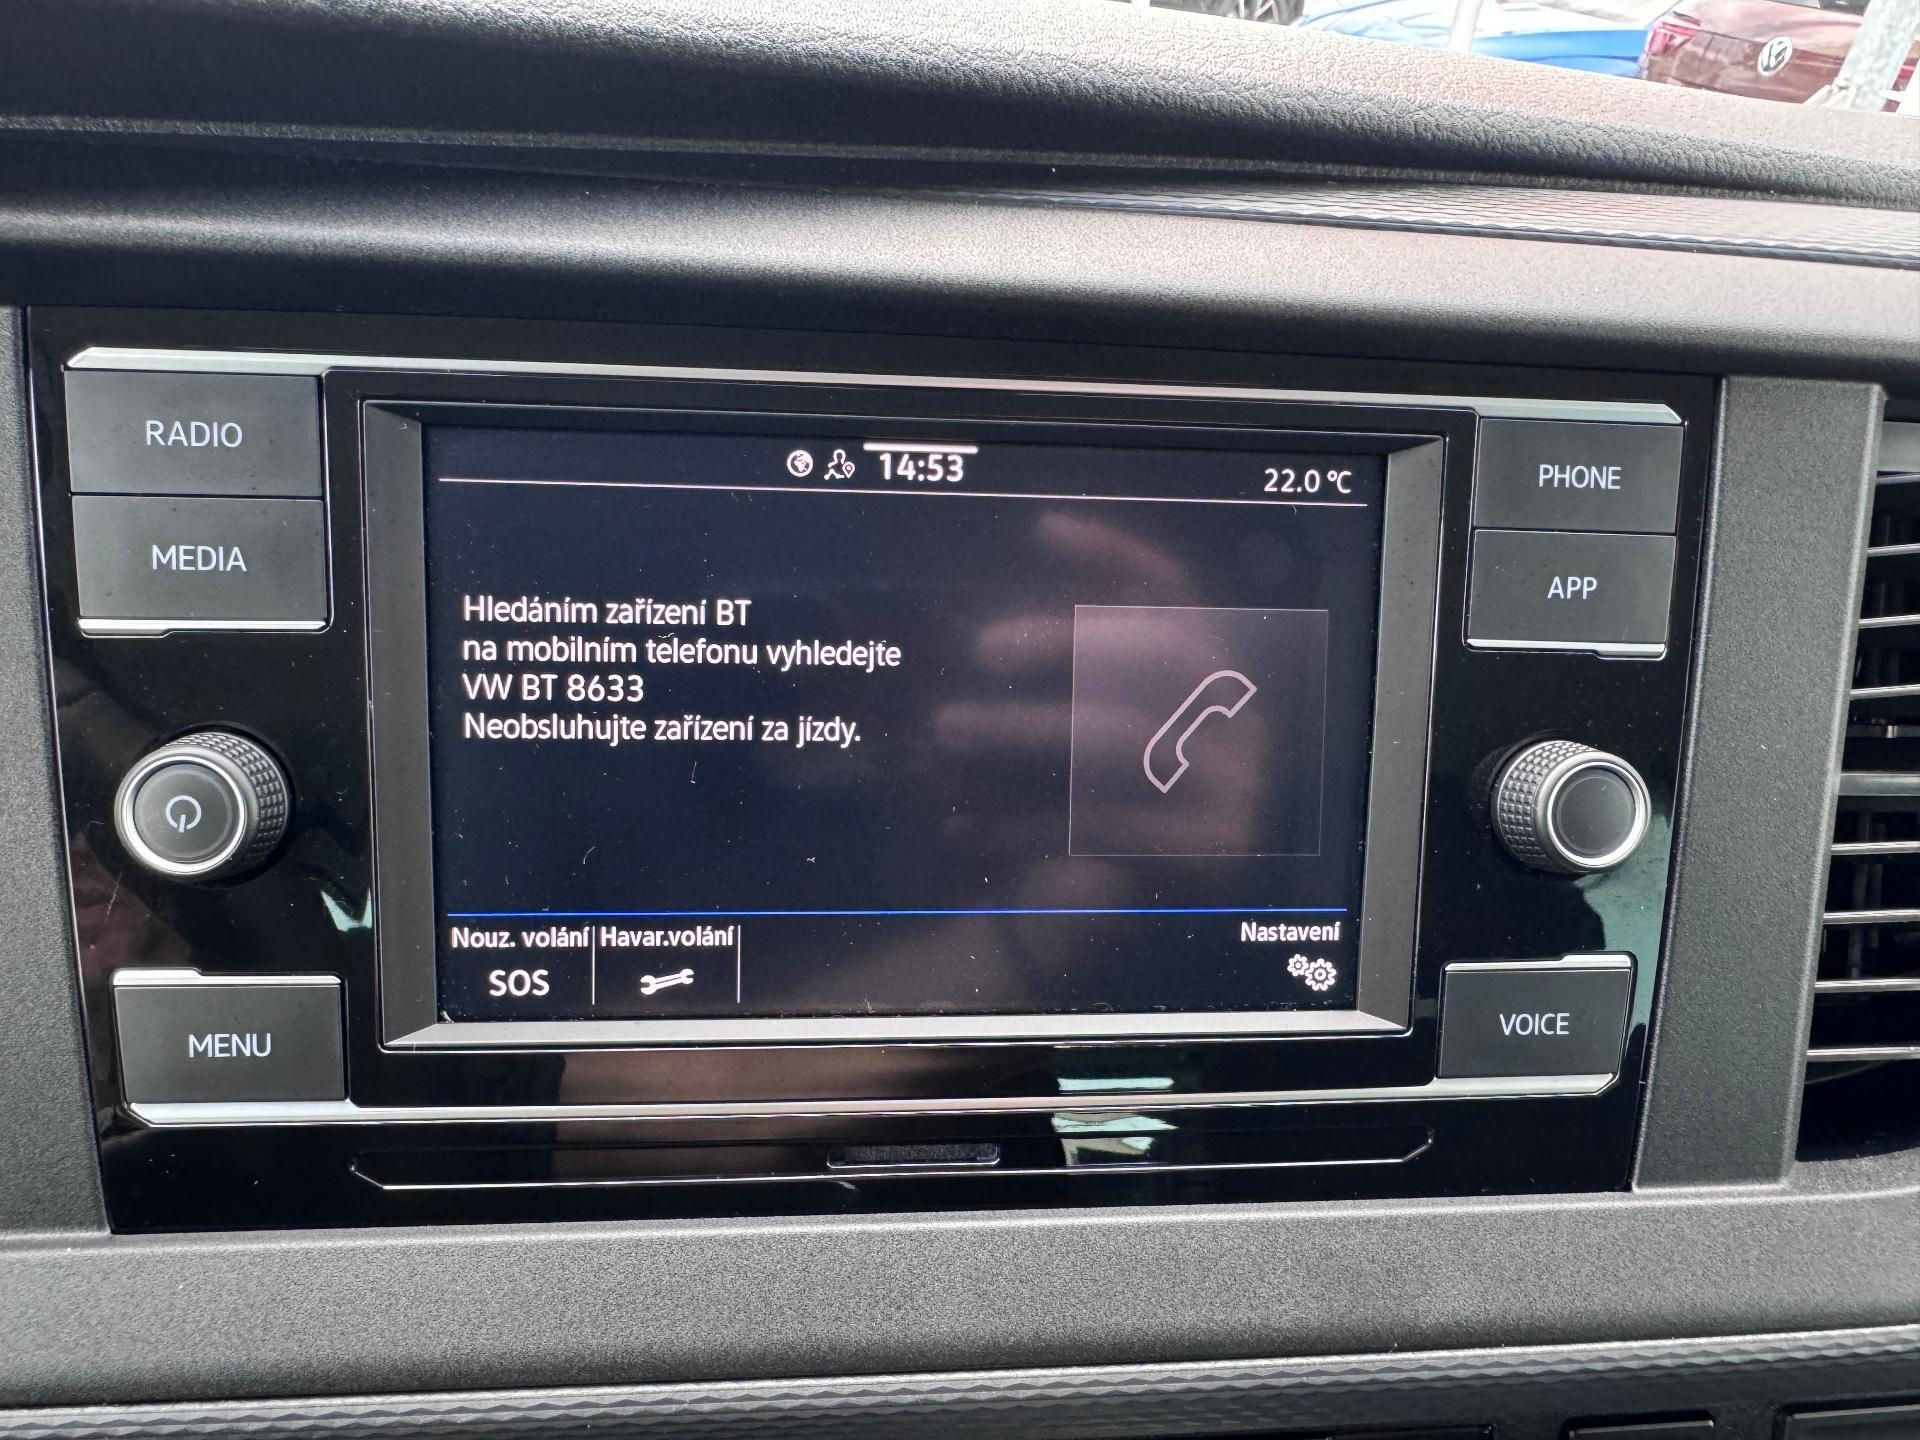 RADIO
MEDIA
MENU
14:53
22.0 °C
Hledáním zařízení BT
na mobilním telefonu vyhledejte
VW BT 8633
Neobsluhujte zařízení za jízdy.
Nouz. volání
SOS
Havar.volání
Nastavení
PHONE
APP
VOICE